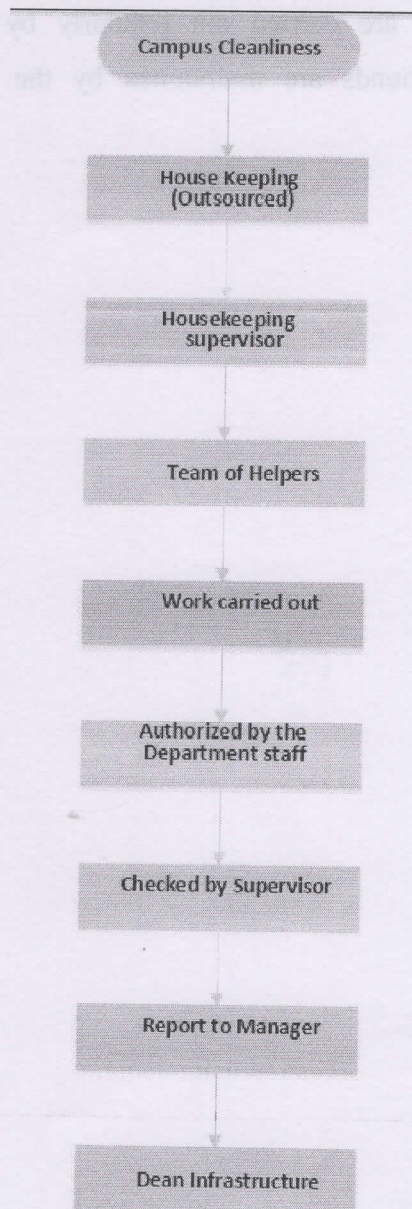 Campus Cleanliness
House Keeping
(Outsourced)
Housekeeping
supervisor
Team of Helpers
Work carried out
Authorized by the
Department staff
Checked by Supervisor
Report to Manager
Dean Infrastructure